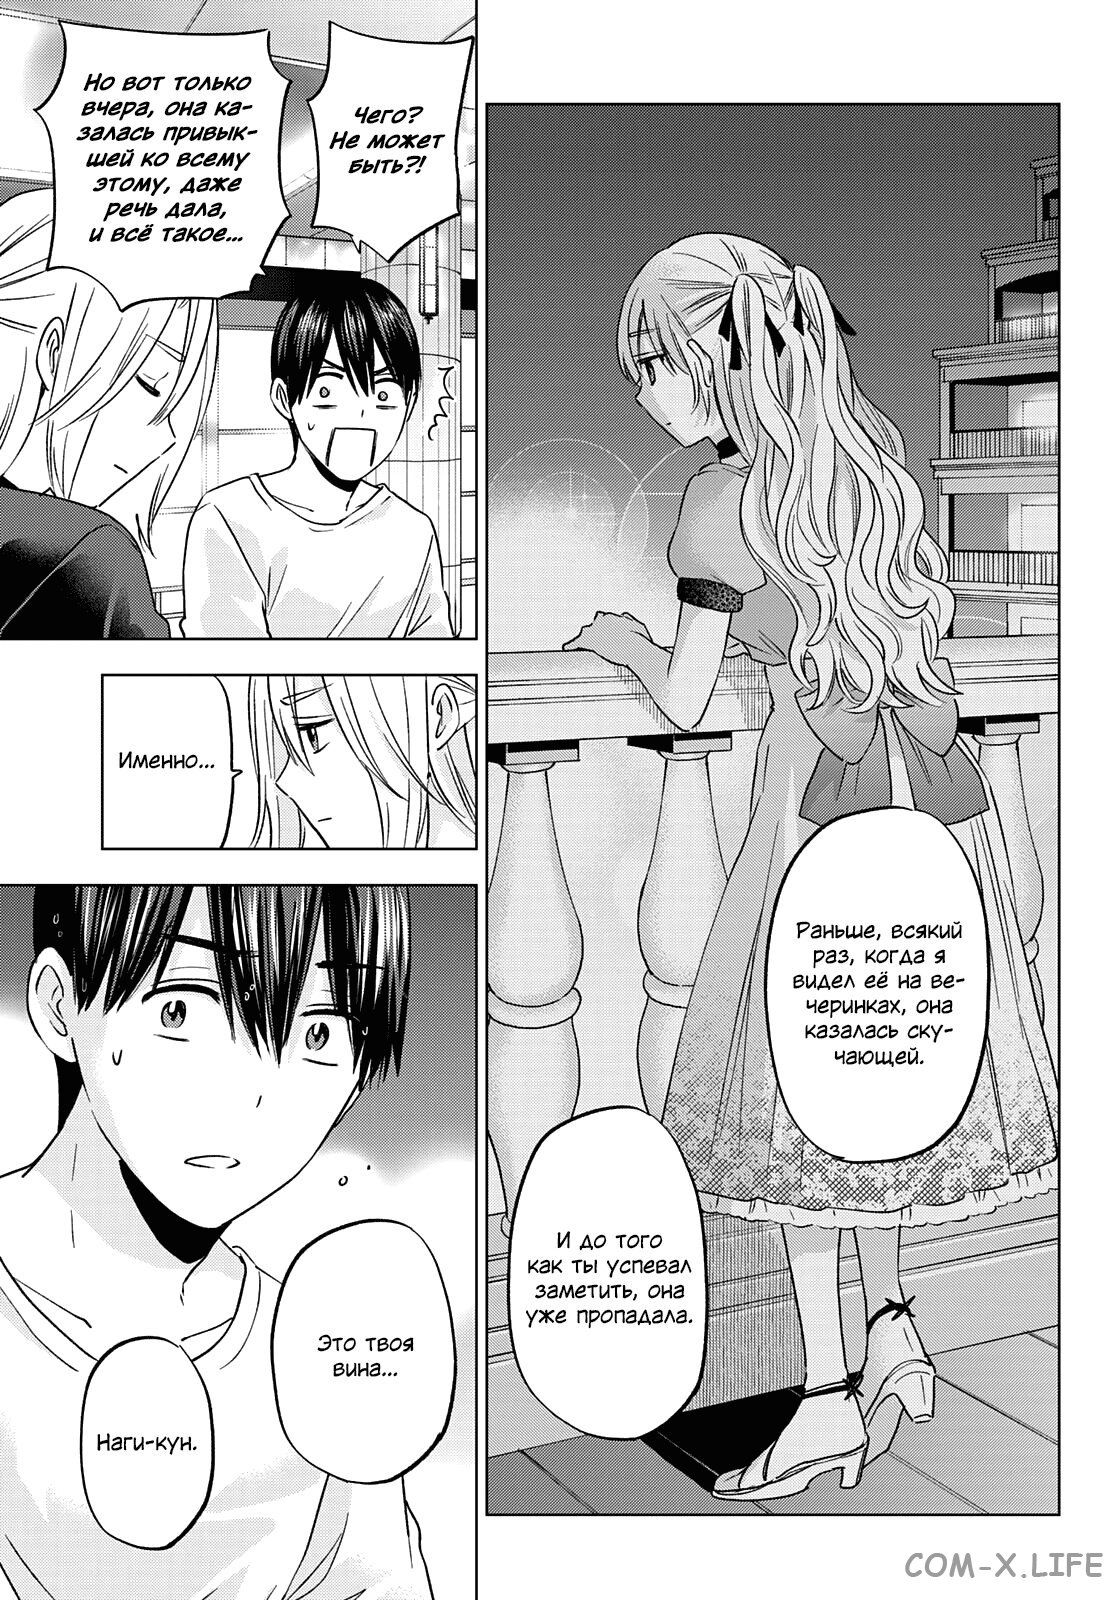 Раньше, всякий
раз, когда я
видел её на ве-
черинках, она
казалась ску-
чающей.
И до того
как ты успевал
заметить, она
уже пропадала.
Чего?
Не может
быть?!
Но вот только
вчера, она ка-
залась привык-
шей ко всему
этому, даже
речь дала,
и всё такое...
Именно...
Это твоя
вина...
Наги-кун.
COM-X.LIFE